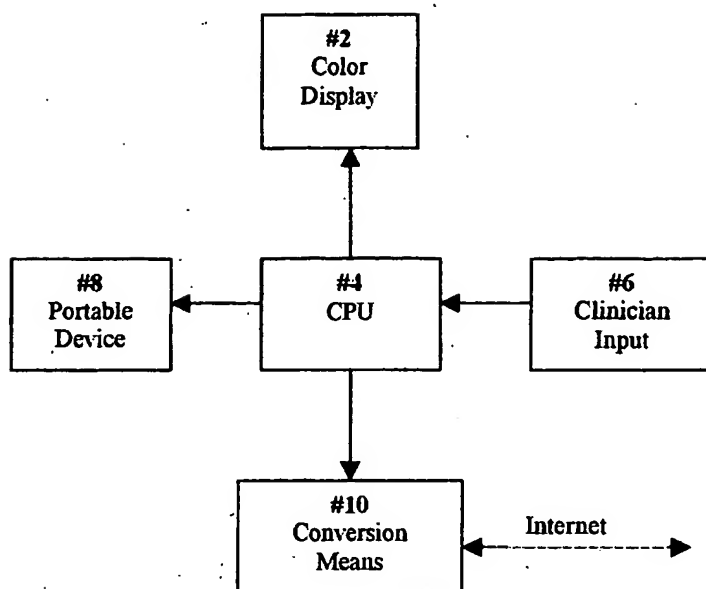 #2
Color
Display
#8
Portable
Device
#4
CPU
#6
Clinician
Input
#10
Conversion
Means
Internet